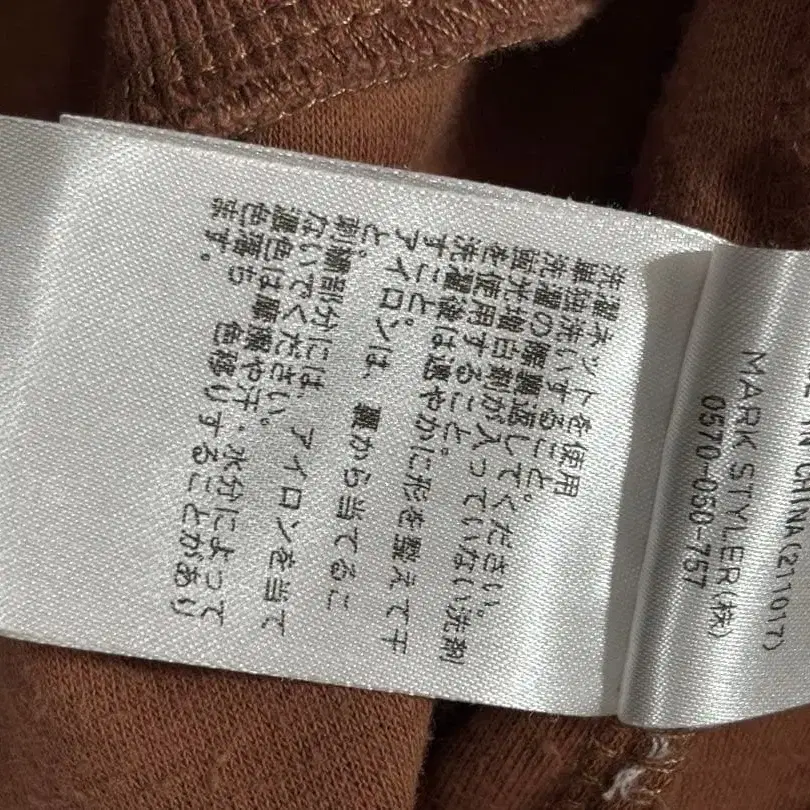 IN CHINA(211017)
MARK STYLER(株)
0570-050-757
洗濯ネットを使用
単独洗いすること。
洗濯の際裏返してください。
蛍光増白剤が入っていない洗剤
を使用すること。
洗濯後は速やかに形を整えて干
すこと。
アイロンは、裏から当てるこ
と。
刺繍部分には、アイロンを当て
ないでください。
濃色は摩擦や汗、水分によって
色落ち 色移りすることがあり
ます。